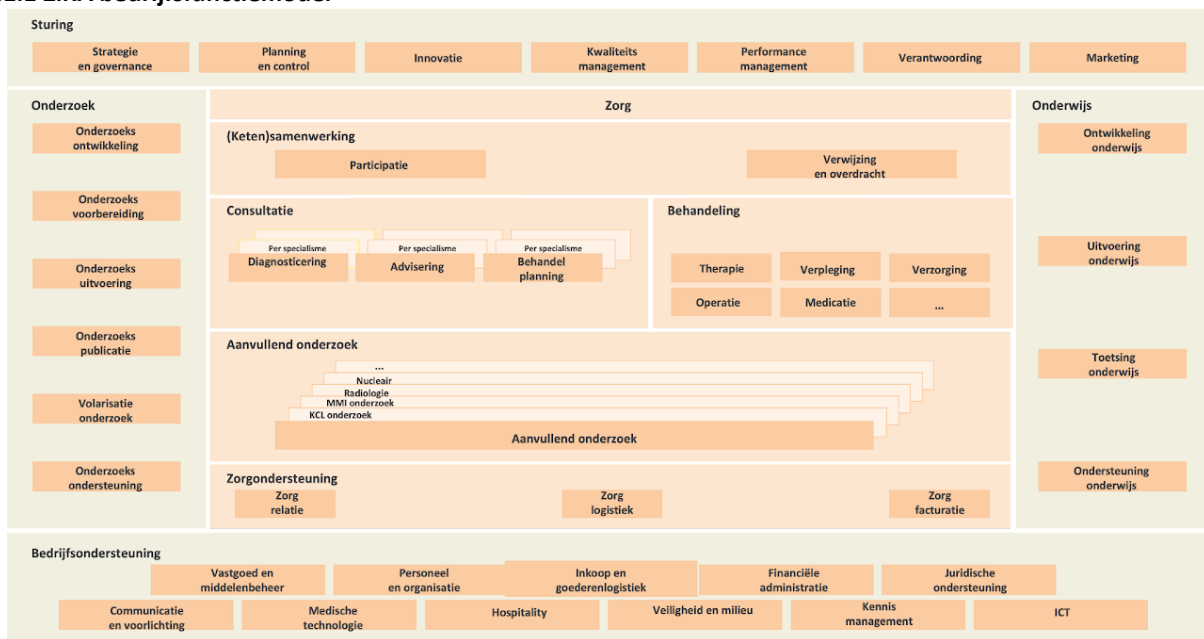 Sturing
Strategie
en governance
Planning
en control
Innovatie
Kwaliteits
management
Performance
management
Verantwoording
Marketing
Onderzoek
Onderzoeks
ontwikkeling
Onderzoeks
voorbereiding
Onderzoeks
uitvoering
Onderzoeks
publicatie
Volarisatie
onderzoek
Onderzoeks
ondersteuning
Zorg
(Keten)samenwerking
Participatie
Verwijzing
en overdracht
Consultatie
Per specialisme
Diagnosticering
Per specialisme
Advisering
Per specialisme
Behandel
planning
Behandeling
Therapie
Verpleging
Verzorging
Operatie
Medicatie
...
Aanvullend onderzoek
...
Nucleair
Radiologie
MMI onderzoek
KCL onderzoek
Aanvullend onderzoek
Zorgondersteuning
Zorg
relatie
Zorg
logistiek
Zorg
facturatie
Onderwijs
Ontwikkeling
onderwijs
Uitvoering
onderwijs
Toetsing
onderwijs
Ondersteuning
onderwijs
Bedrijfsondersteuning
Vastgoed en
middelenbeheer
Personeel
en organisatie
Inkoop en
goederenlogistiek
Financiële
administratie
Juridische
ondersteuning
Communicatie
en voorlichting
Medische
technologie
Hospitality
Veiligheid en milieu
Kennis
management
ICT